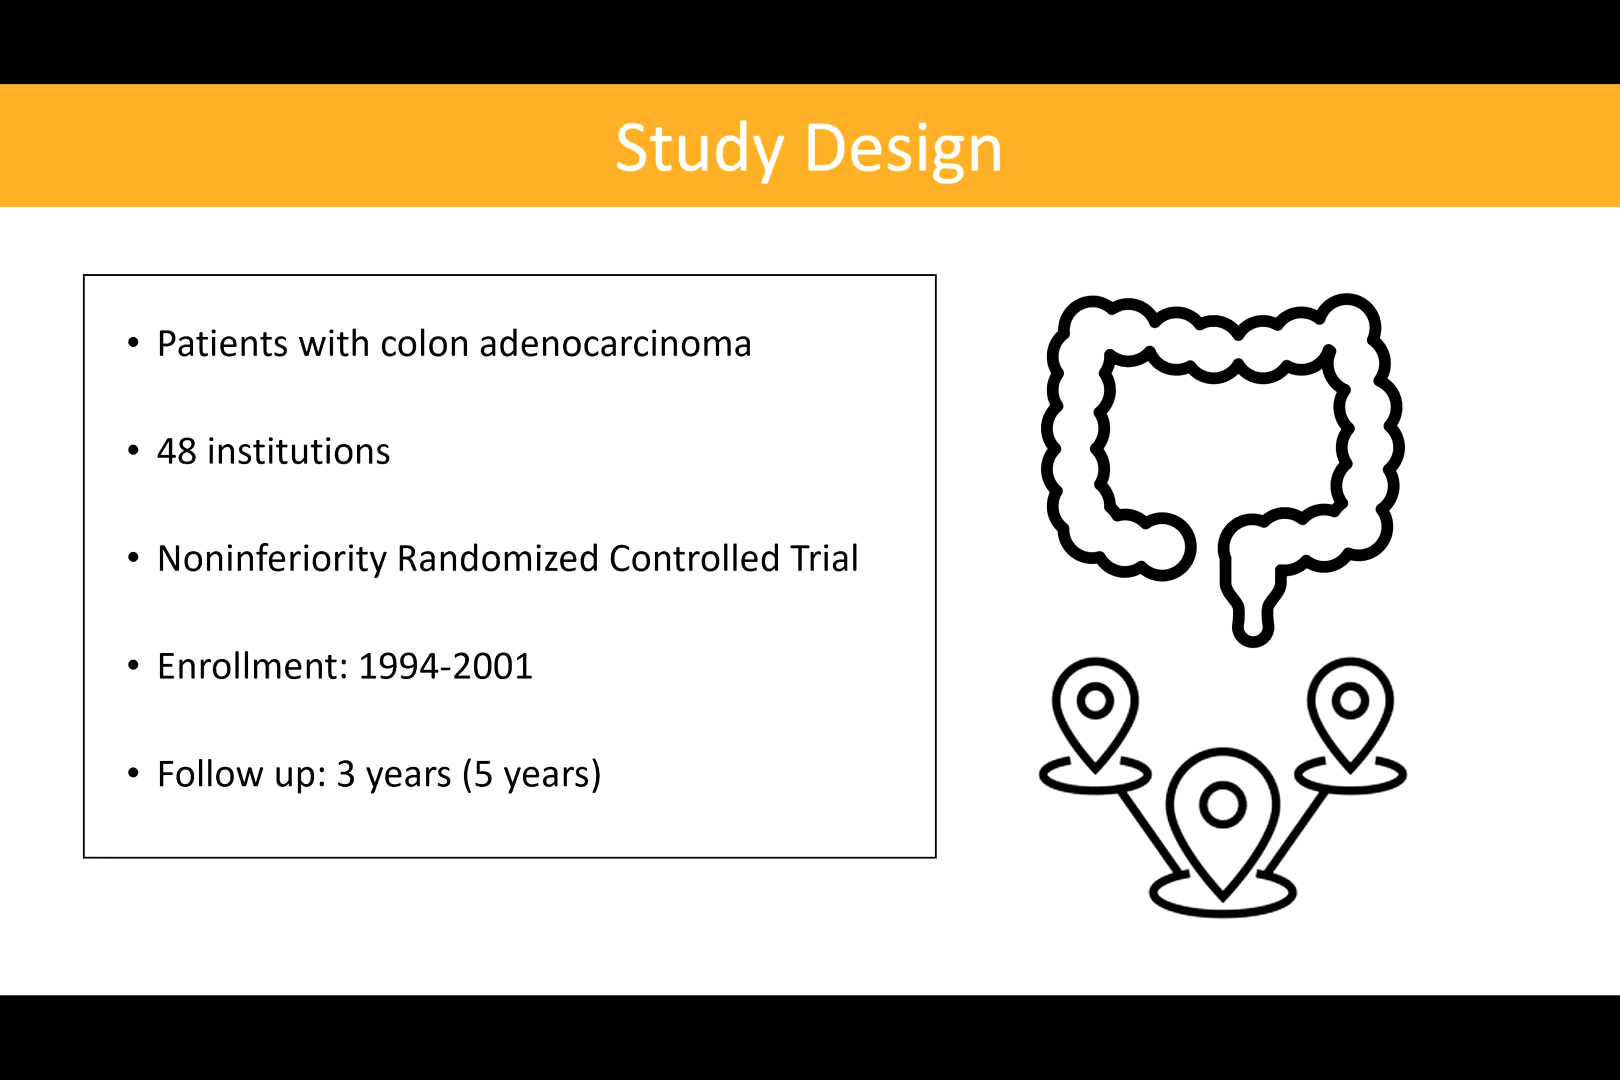 Study Design
• Patients with colon adenocarcinoma
• 48 institutions
• Noninferiority Randomized Controlled Trial
• Enrollment: 1994-2001
• Follow up: 3 years (5 years)